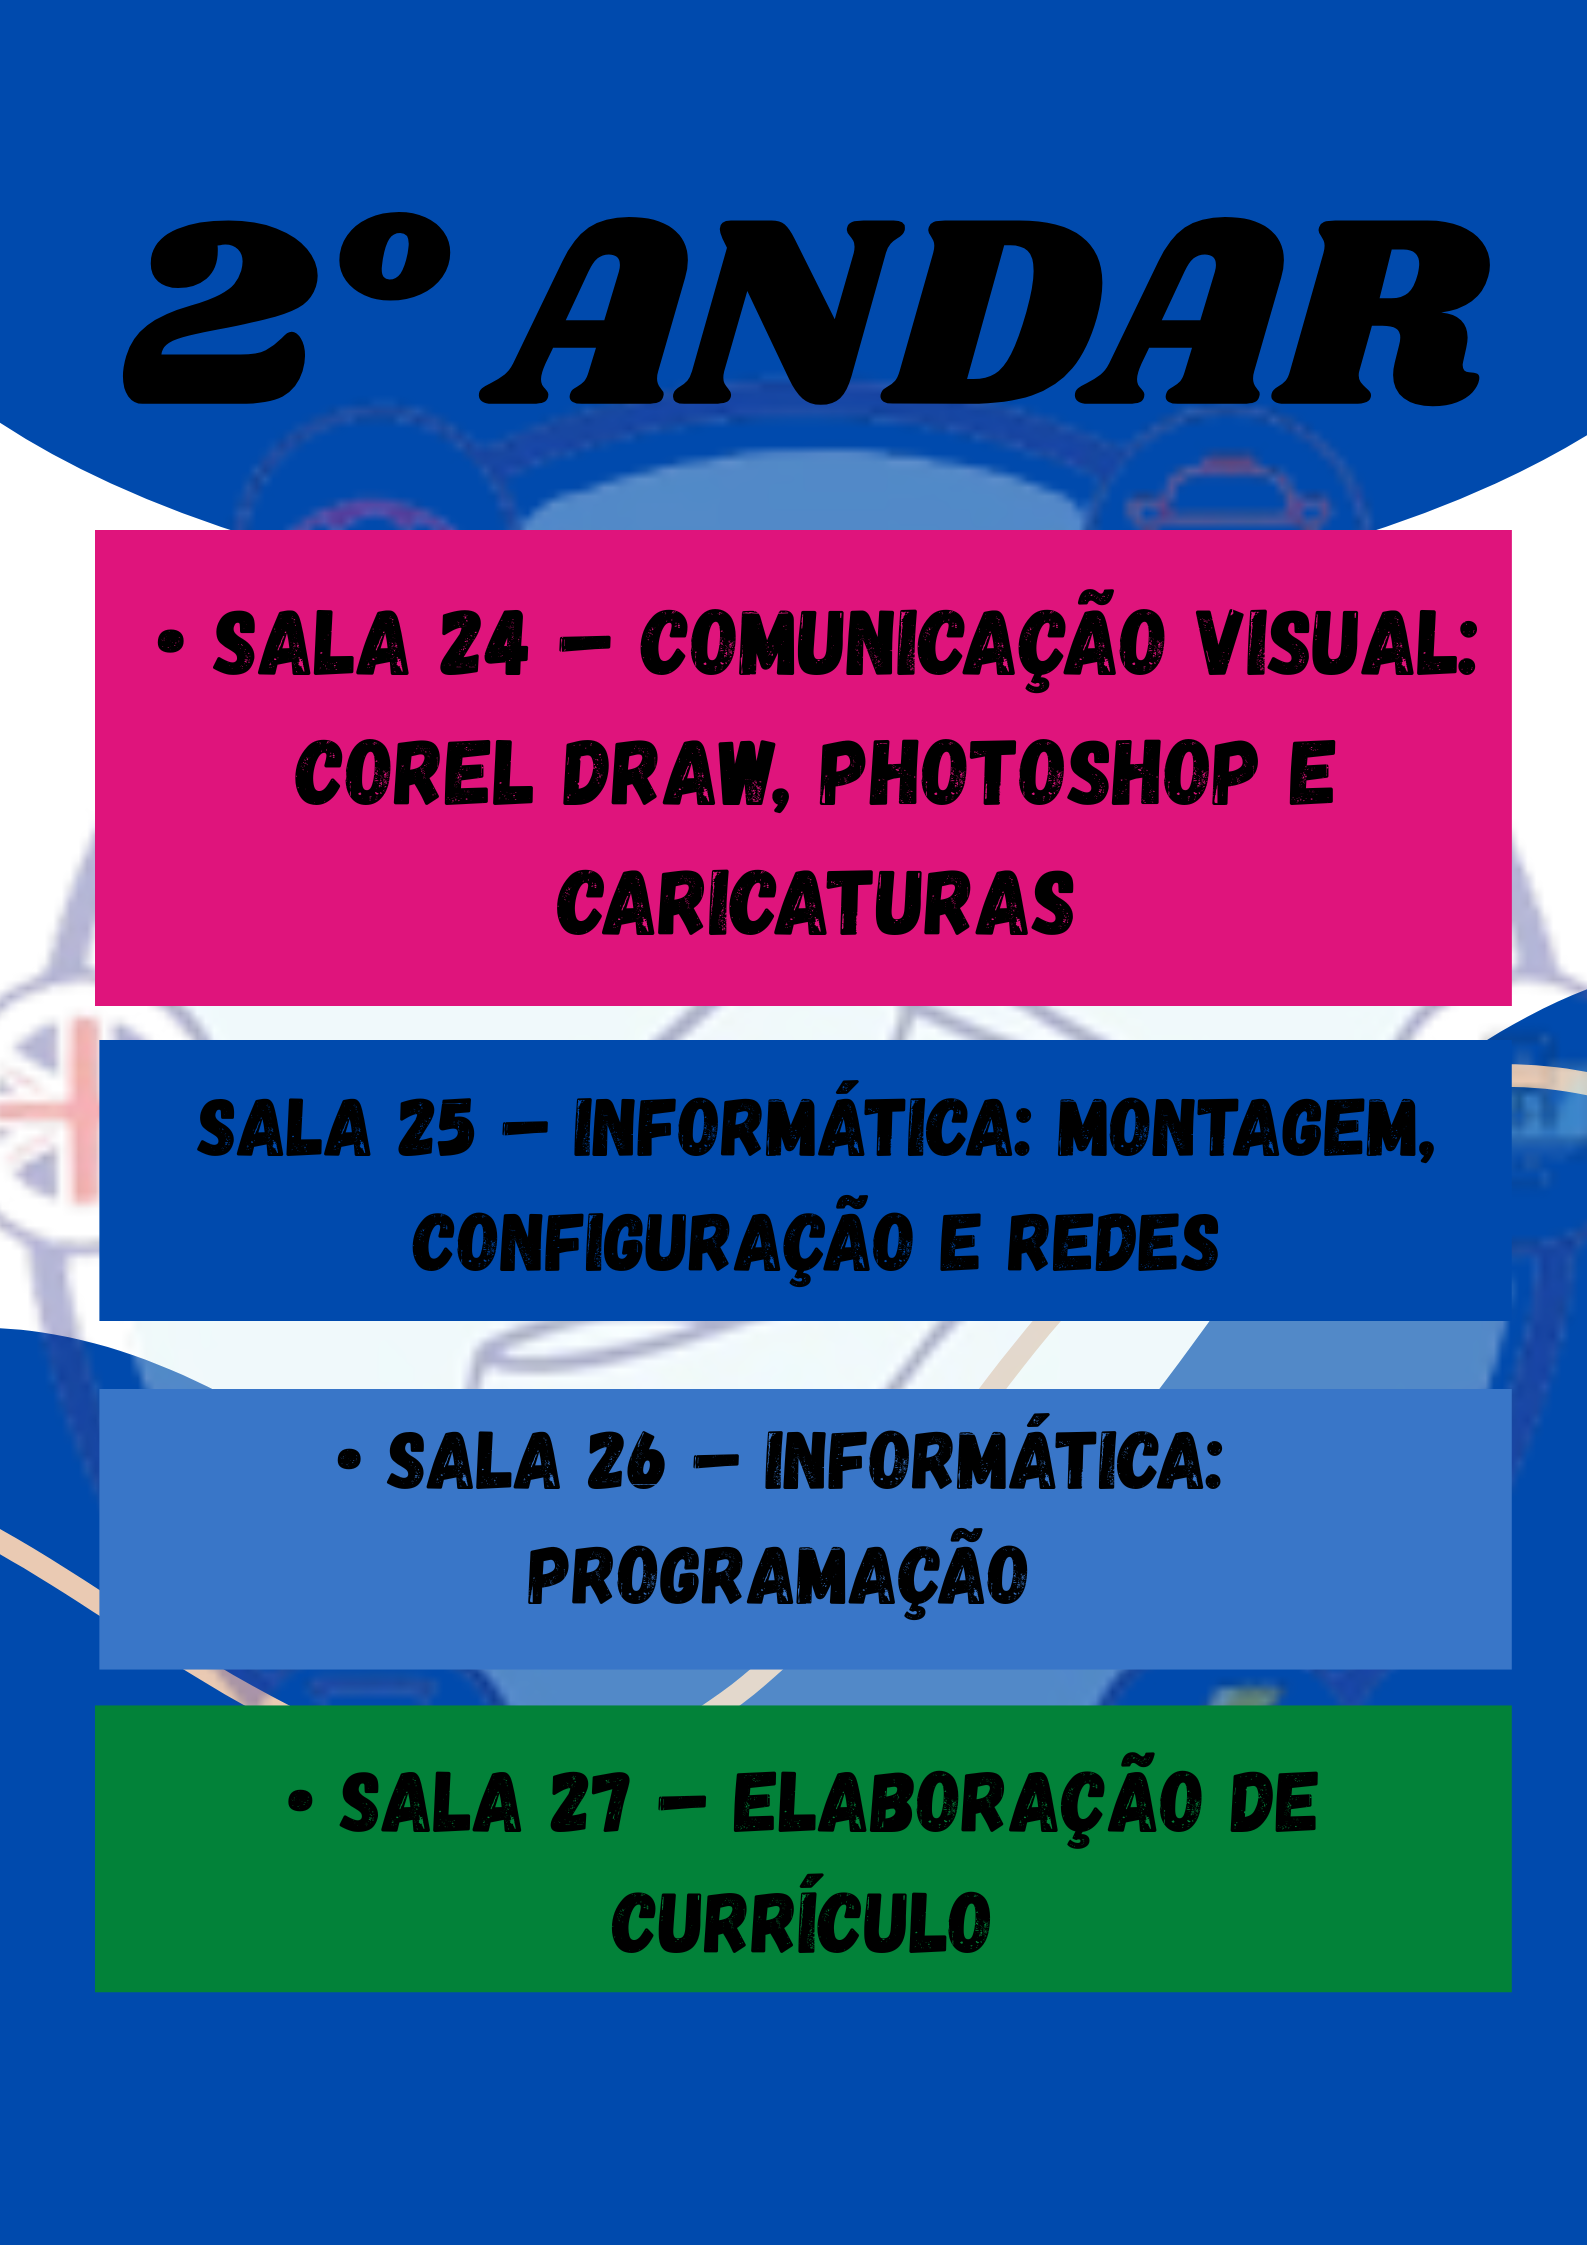 2º ANDAR
• SALA 24 – COMUNICAÇÃO VISUAL:
COREL DRAW, PHOTOSHOP E
CARICATURAS
SALA 25 – INFORMÁTICA: MONTAGEM,
CONFIGURAÇÃO E REDES
• SALA 26 – INFORMÁTICA:
PROGRAMAÇÃO
• SALA 27 – ELABORAÇÃO DE
CURRÍCULO